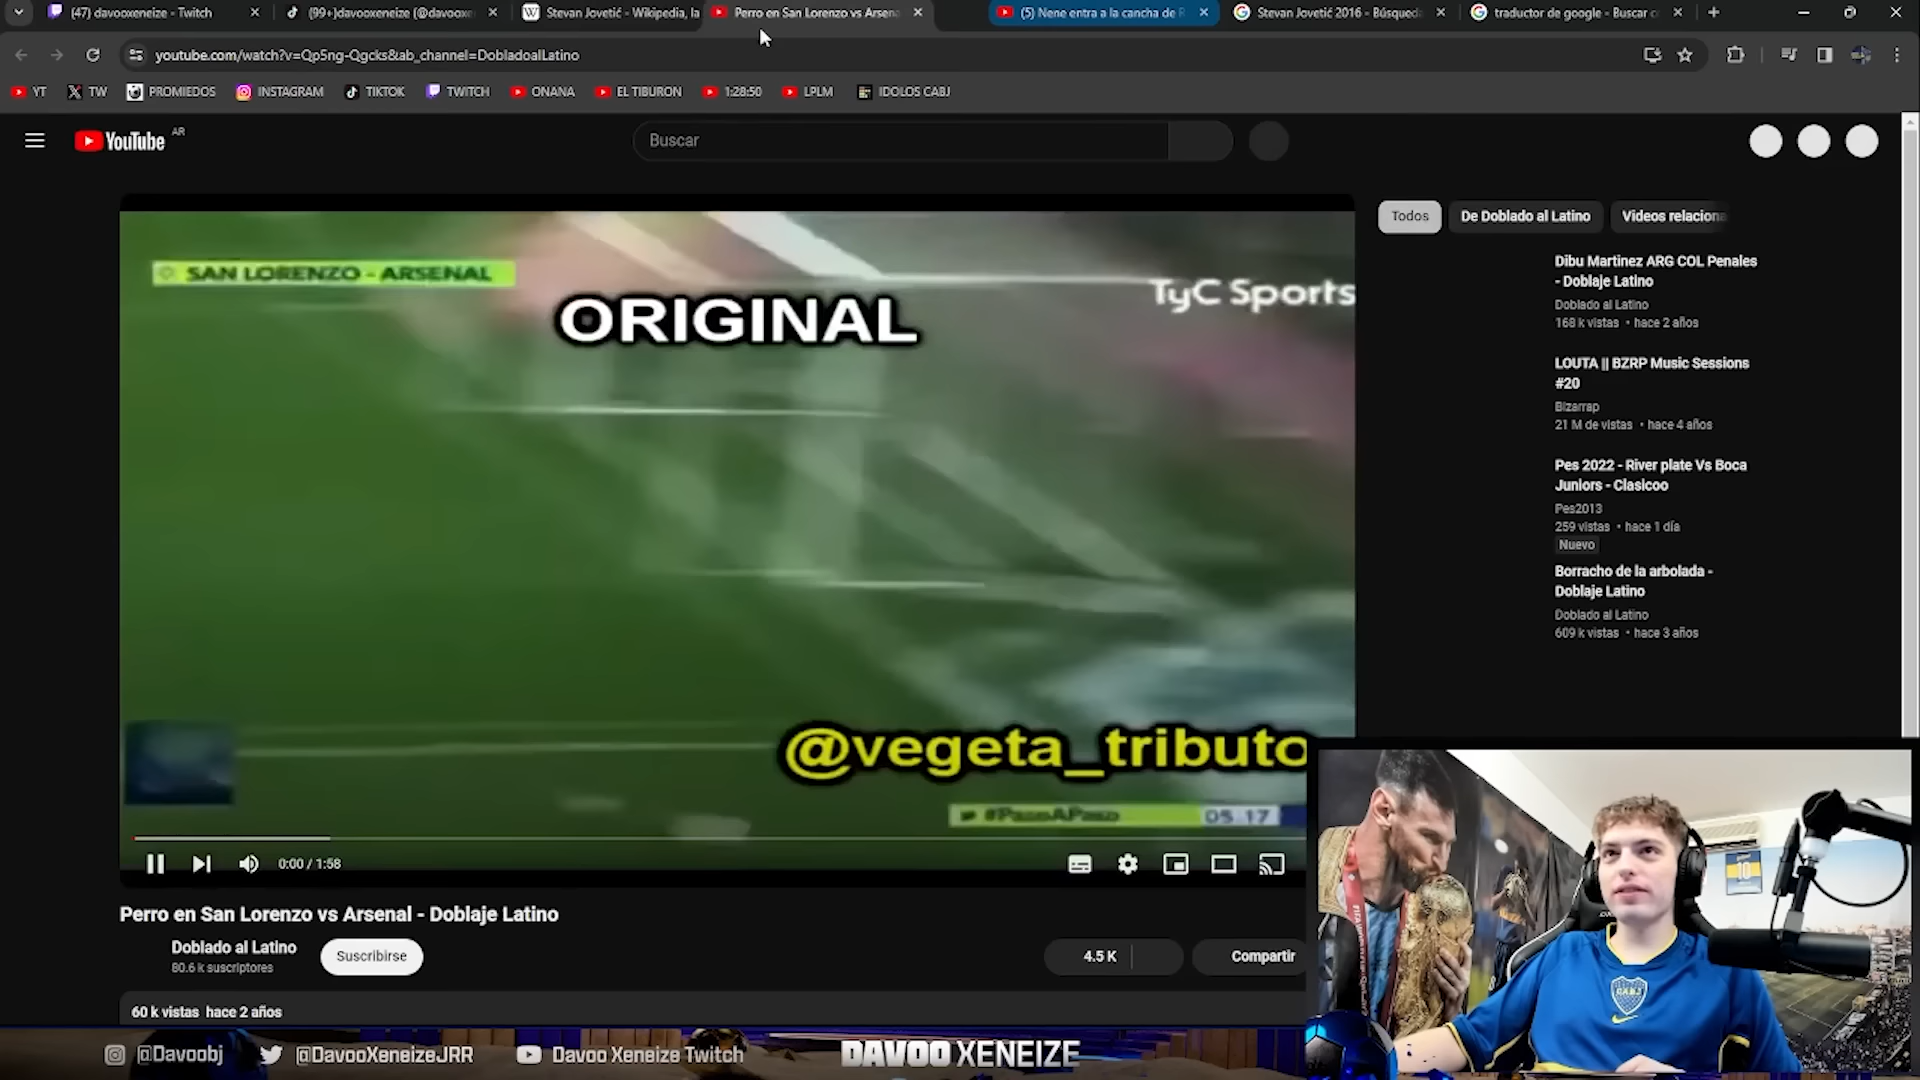 (47) davooxeneize - Twitch
(99+)davooxeneize (@davooxe
Stevan Jovetić - Wikipedia, la
Perro en San Lorenzo vs Arsena
(5) Nene entra a la cancha de R
Stevan Jovetić 2016 - Búsqued
traductor de google - Buscar c
youtube.com/watch?v=Qp5ng-Qgcks&ab_channel=DobladoalLatino
YT
TW
PROMIEDOS
INSTAGRAM
TIKTOK
TWITCH
ONANA
EL TIBURON
1:28:50
LPLM
IDOLOS CABJ
YouTube
AR
Buscar
SAN LORENZO - ARSENAL
TyC Sports
ORIGINAL
@vegeta_tributo
#PasoAPaso
05:17
0:00 / 1:58
Perro en San Lorenzo vs Arsenal - Doblaje Latino
Doblado al Latino
80.6 k suscriptores
Suscribirse
4.5 K
Compartir
60 k vistas hace 2 años
Todos
De Doblado al Latino
Videos relaciona
Dibu Martinez ARG COL Penales
- Doblaje Latino
Doblado al Latino
168 k vistas • hace 2 años
LOUTA || BZRP Music Sessions
#20
Bizarrap
21 M de vistas • hace 4 años
Pes 2022 - River plate Vs Boca
Juniors - Clasicoo
Pes2013
259 vistas • hace 1 día
Nuevo
Borracho de la arbolada -
Doblaje Latino
Doblado al Latino
609 k vistas • hace 3 años
10
CABJ
@Davoobj
@DavooXeneizeJRR
Davoo Xeneize Twitch
DAVOO XENEIZE